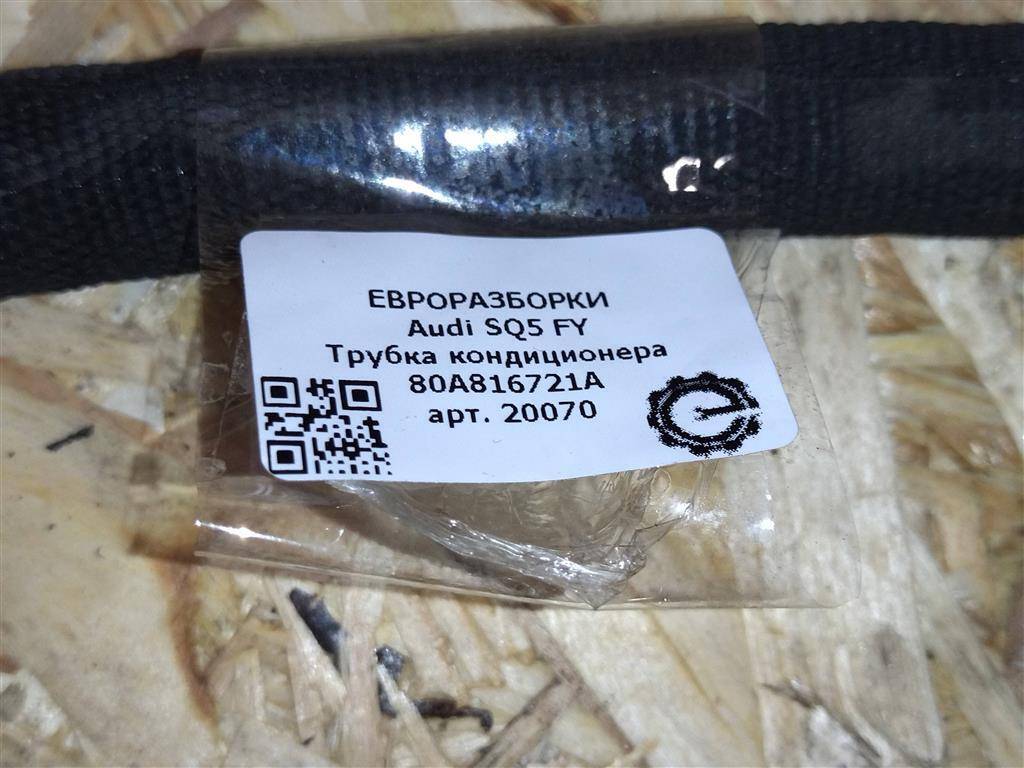 ЕВРОРАЗБОРКИ
Audi SQ5 FY
Трубка кондиционера
80A816721A
арт. 20070